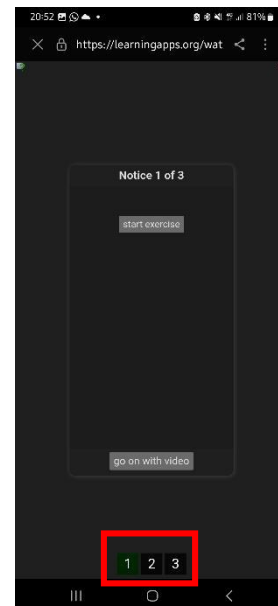 20:52 81%
https://learningapps.org/wat
Notice 1 of 3
start exercise
go on with video
1 2 3